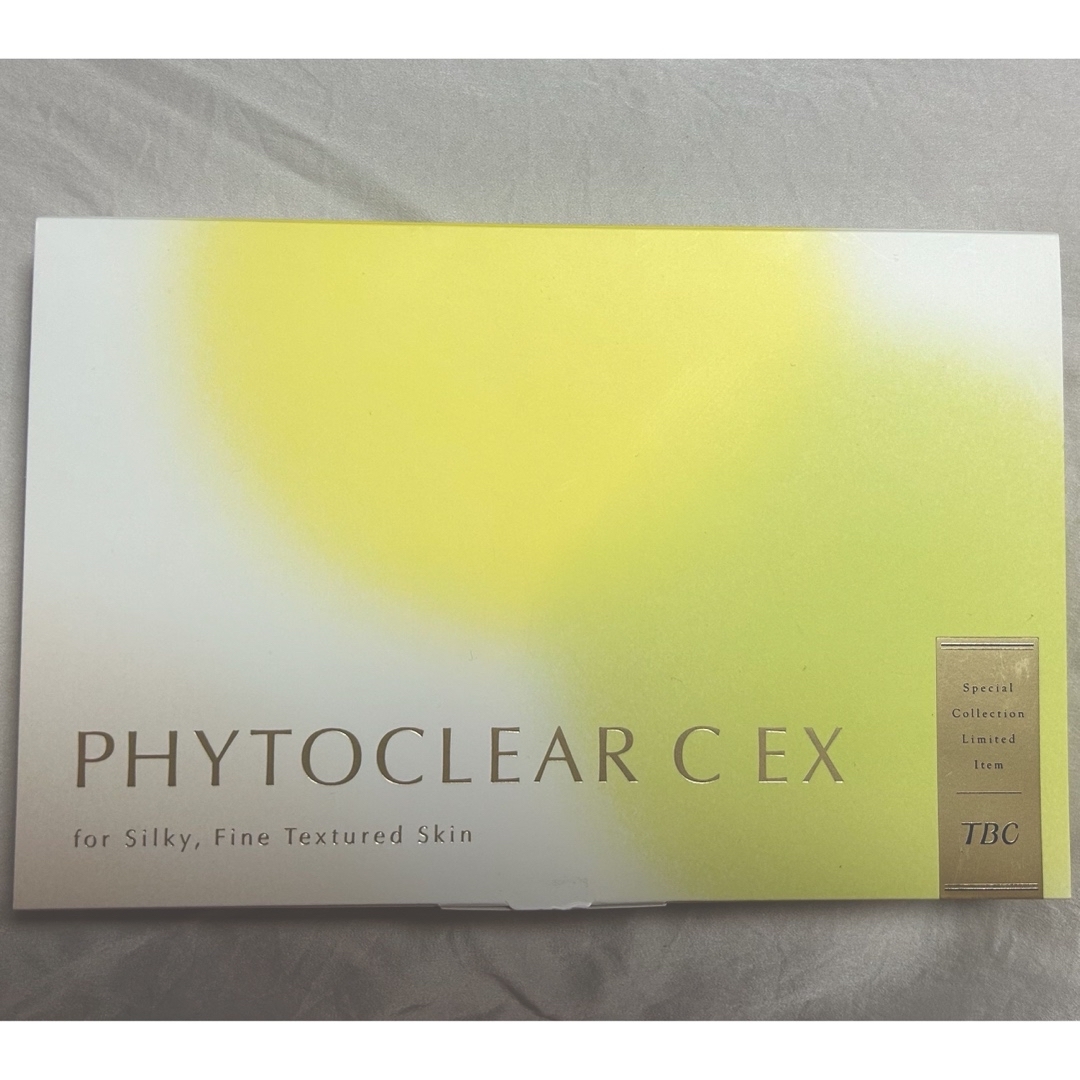 PHYTOCLEAR C EX
for Silky, Fine Textured Skin
Special
Collection
Limited
Item
TBC